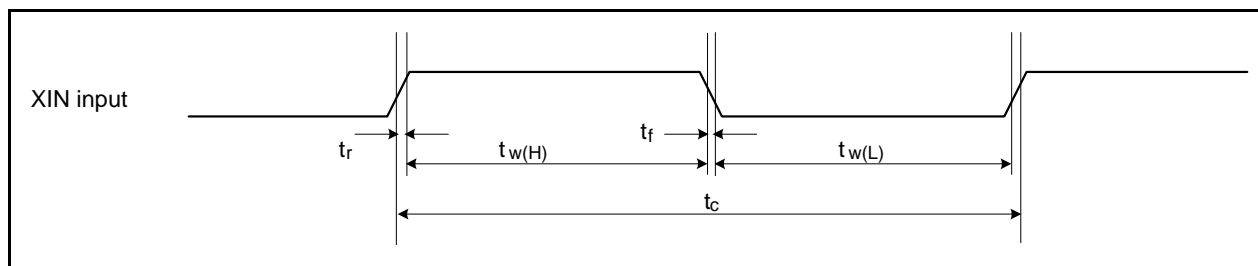 XIN input
tr
tf
tw(H)
tw(L)
tc